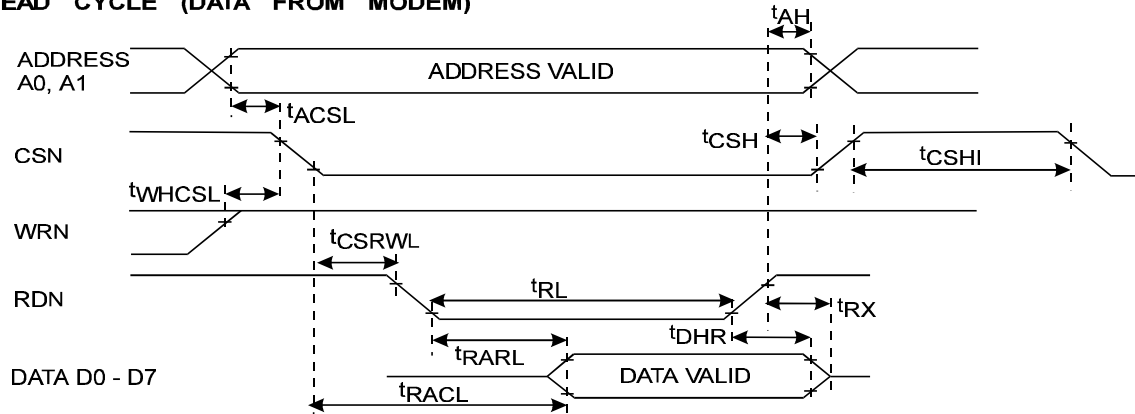 CYCLE (DATA FROM MODEM)
tAH
ADDRESS
A0, A1
ADDRESS VALID
tACSL
CSN
tCSH
tCSHI
tWHCSL
WRN
tCSRWL
RDN
tRL
tRX
tDHR
tRARL
DATA D0 - D7
DATA VALID
tRACL